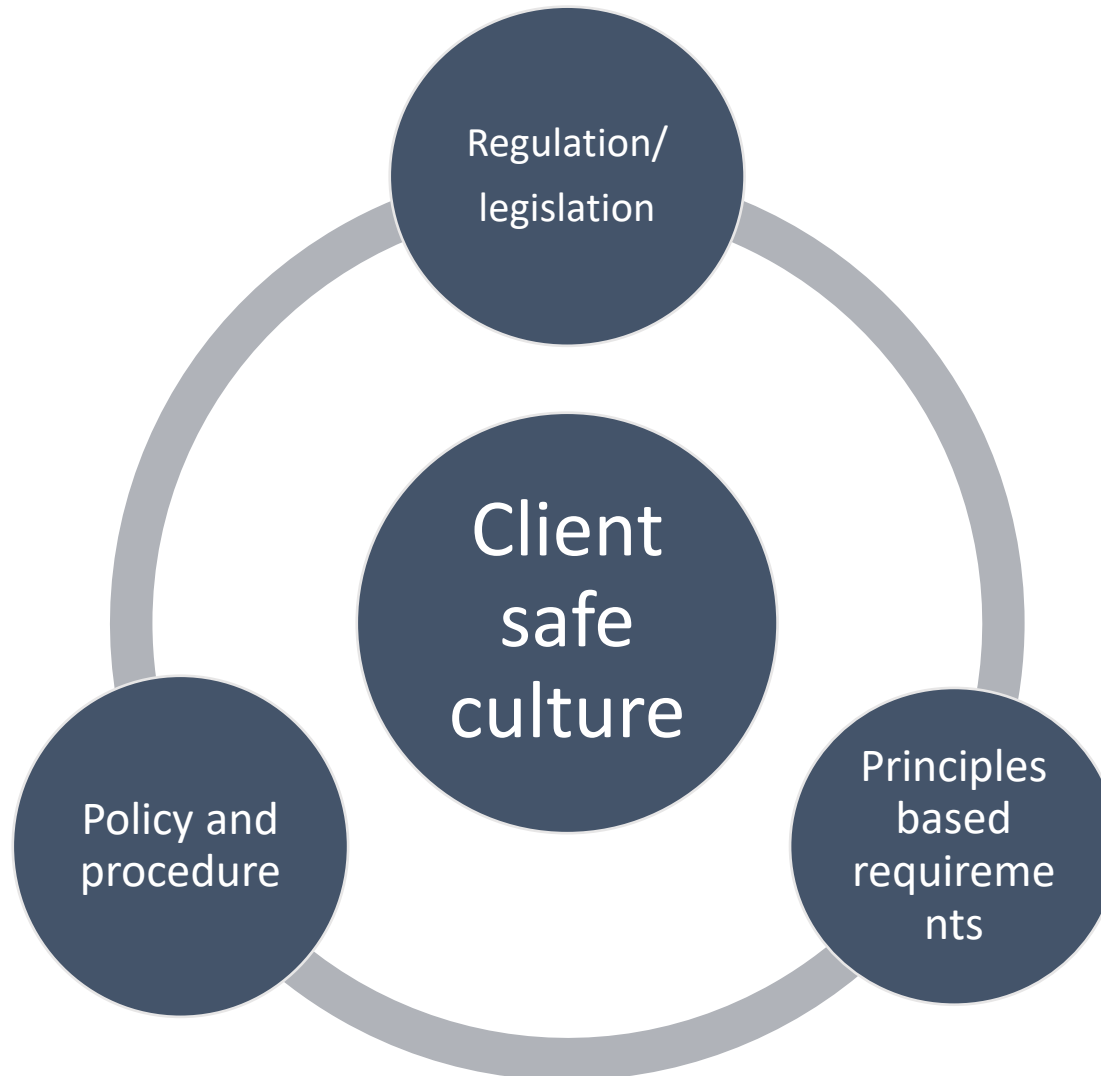 Regulation/
legislation
Client
safe
culture
Policy and
procedure
Principles
based
requireme
nts